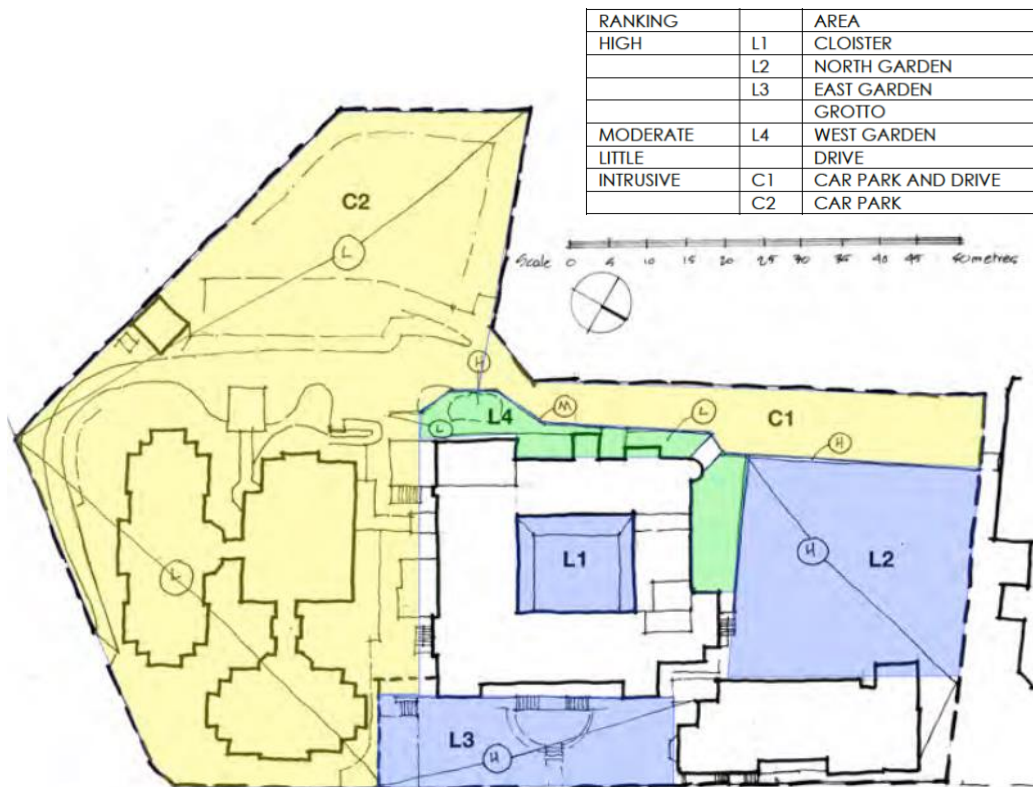 RANKING AREA
HIGH L1 CLOISTER
L2 NORTH GARDEN
L3 EAST GARDEN
GROTTO
MODERATE L4 WEST GARDEN
LITTLE DRIVE
INTRUSIVE C1 CAR PARK AND DRIVE
C2 CAR PARK
C2
L
Scale 0 5 10 15 20 25 30 35 40 45 50 metres
H
L4
M
L
C1
L
H
L1
H
L2
L
L3
H